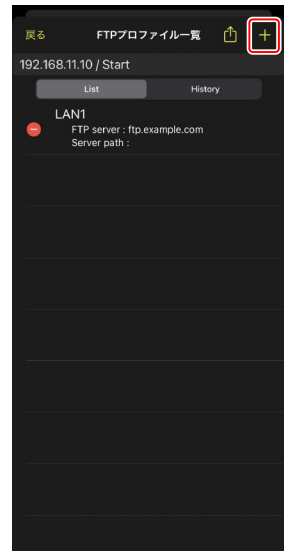 戻る FTPプロファイル一覧 +
192.168.11.10 / Start
List History
LAN1
FTP server : ftp.example.com
Server path :